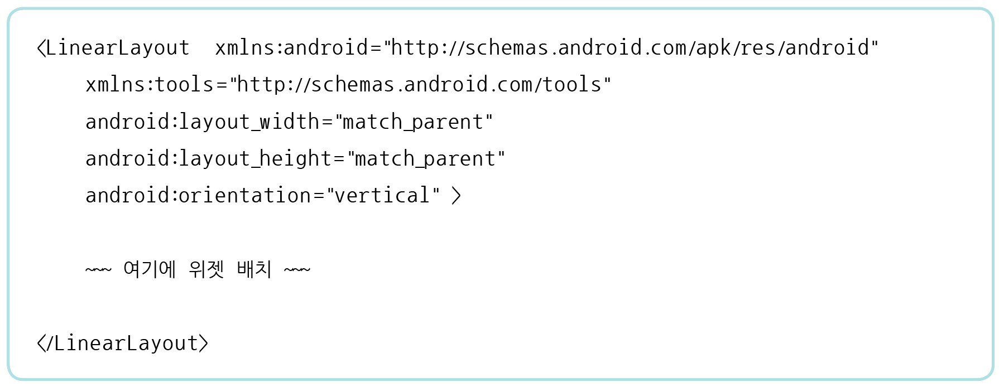 <LinearLayout  xmlns:android="http://schemas.android.com/apk/res/android"
    xmlns:tools="http://schemas.android.com/tools"
    android:layout_width="match_parent"
    android:layout_height="match_parent"
    android:orientation="vertical" >
    ~~~ 여기에 위젯 배치 ~~~
</LinearLayout>